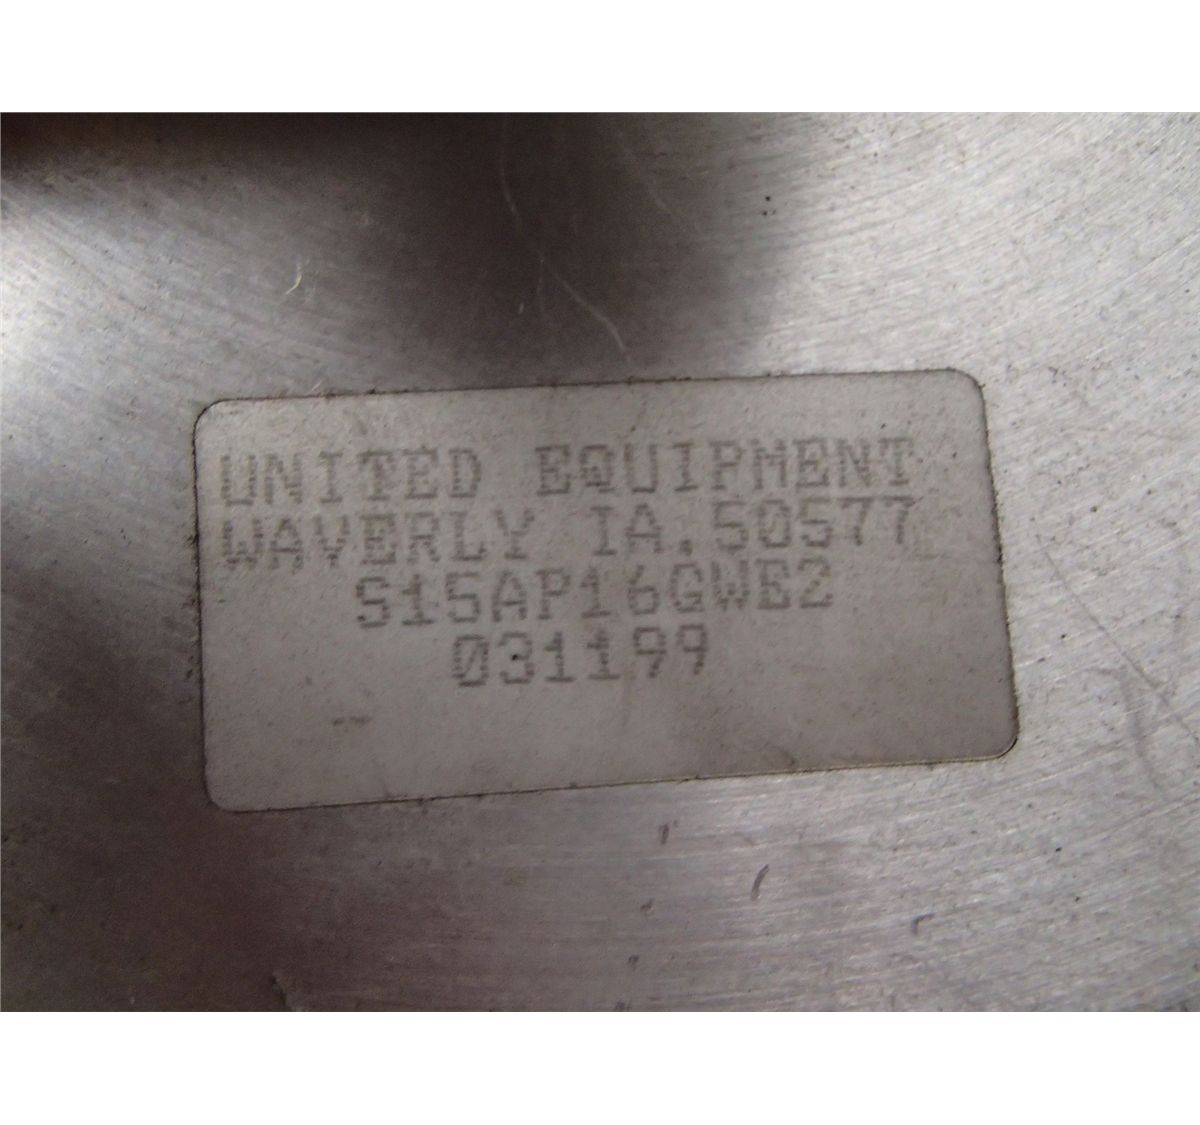 UNITED EQUIPMENT
WAVERLY IA.50577
S15AP16GWE2
031199